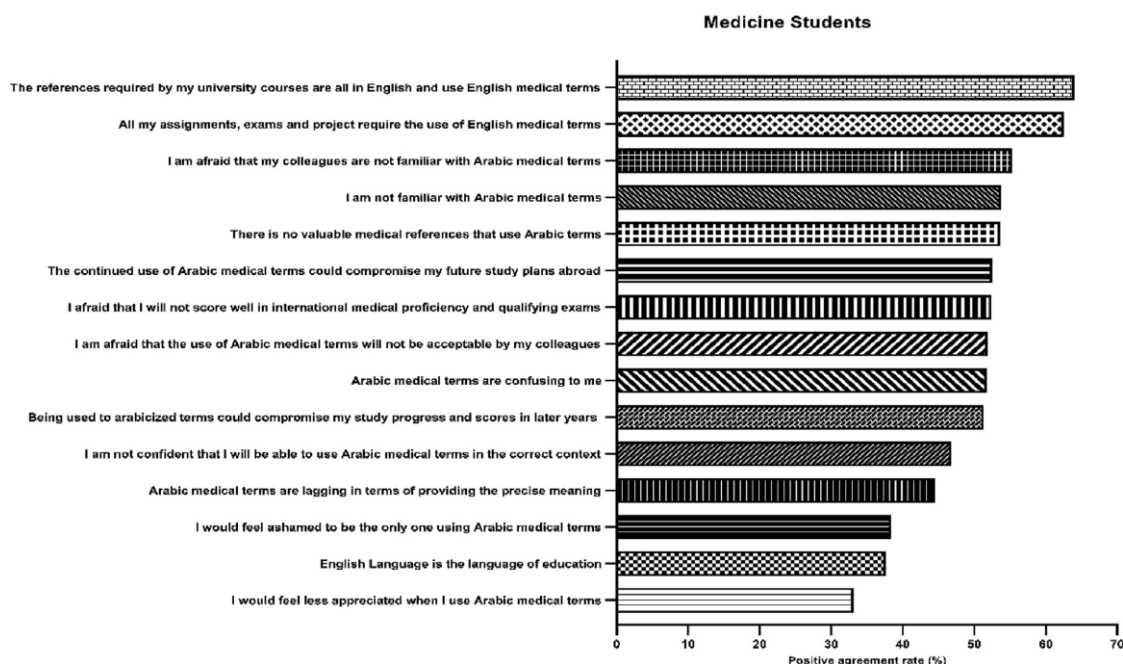 Medicine Students
The references required by my university courses are all in English and use English medical terms
All my assignments, exams and project require the use of English medical terms
I am afraid that my colleagues are not familiar with Arabic medical terms
I am not familiar with Arabic medical terms
There is no valuable medical references that use Arabic terms
The continued use of Arabic medical terms could compromise my future study plans abroad
I afraid that I will not score well in international medical proficiency and qualifying exams
I am afraid that the use of Arabic medical terms will not be acceptable by my colleagues
Arabic medical terms are confusing to me
Being used to arabicized terms could compromise my study progress and scores in later years
I am not confident that I will be able to use Arabic medical terms in the correct context
Arabic medical terms are lagging in terms of providing the precise meaning
I would feel ashamed to be the only one using Arabic medical terms
English Language is the language of education
I would feel less appreciated when I use Arabic medical terms
0 10 20 30 40 50 60 70
Positive agreement rate (%)